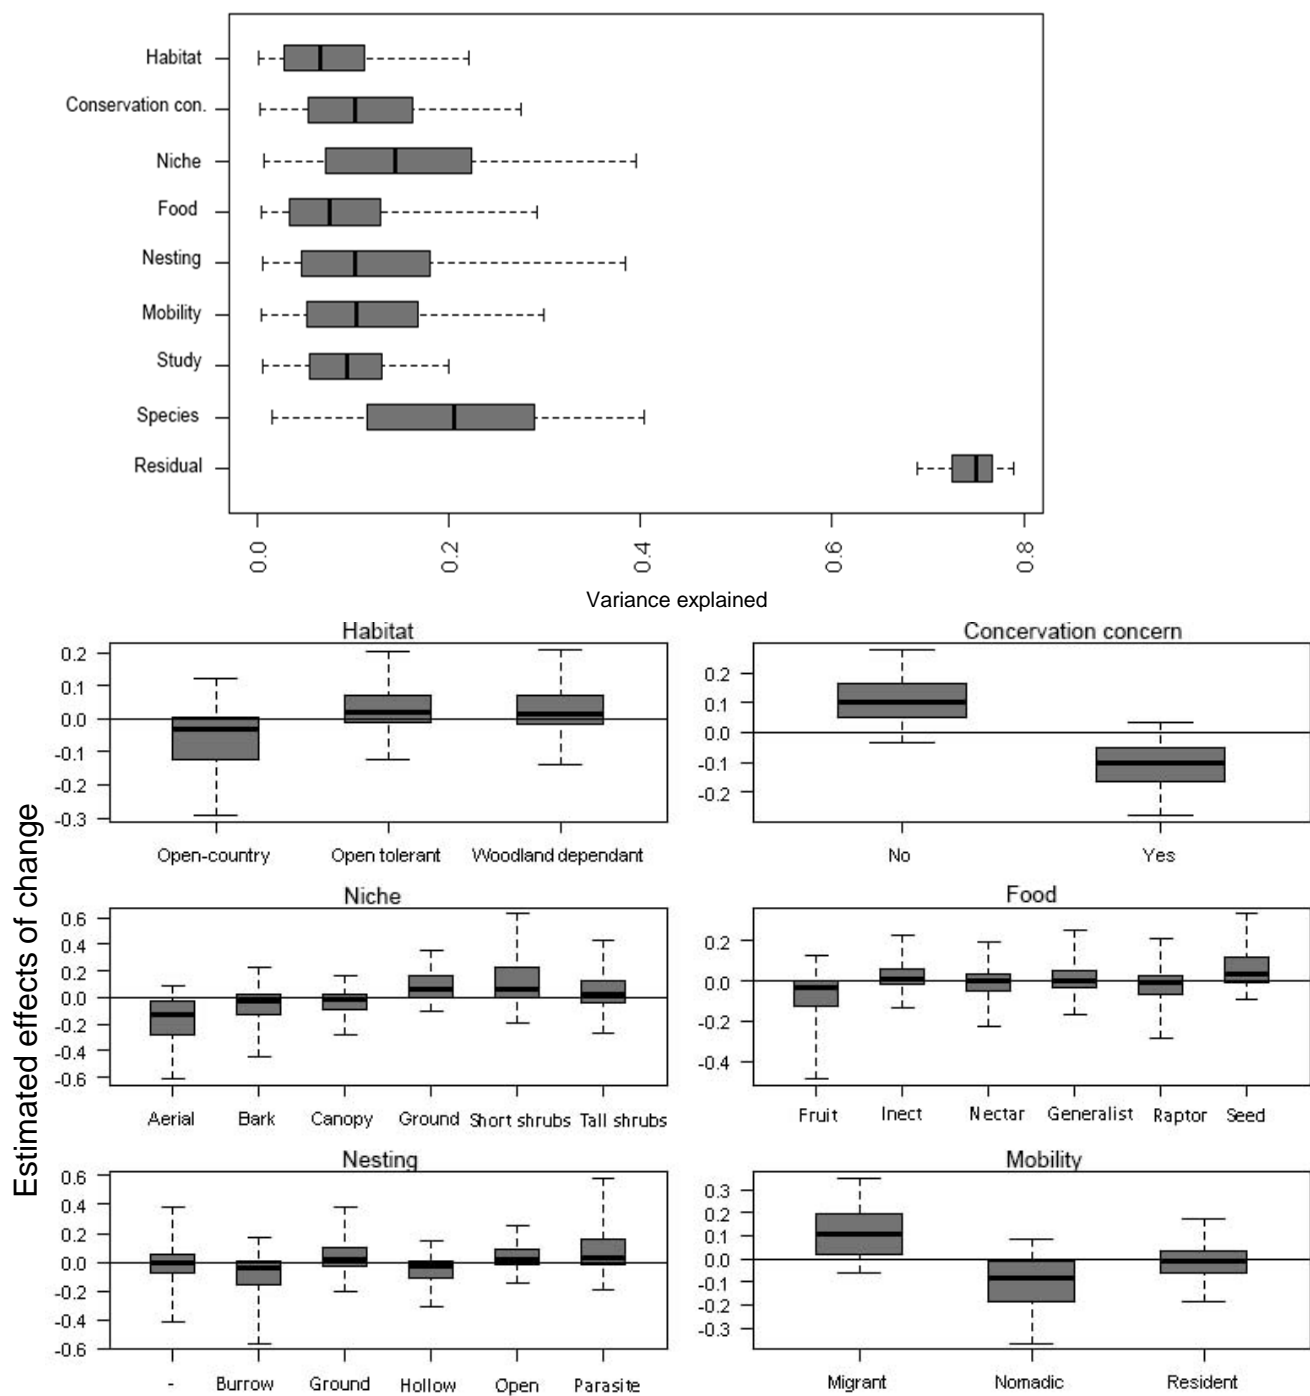 Habitat
Conservation con.
Niche
Food
Nesting
Mobility
Study
Species
Residual
0.0 0.2 0.4 0.6 0.8
Variance explained
Estimated effects of change
Habitat
0.2
0.1
0.0
-0.1
-0.2
-0.3
Open-country Open tolerant Woodland dependant
Concervation concern
0.2
0.1
0.0
-0.1
-0.2
No Yes
Niche
0.6
0.4
0.2
0.0
-0.2
-0.4
-0.6
Aerial Bark Canopy Ground Short shrubs Tall shrubs
Food
0.2
0.0
-0.2
-0.4
Fruit Inect Nectar Generalist Raptor Seed
Nesting
0.6
0.4
0.2
0.0
-0.2
-0.4
-0.6
- Burrow Ground Hollow Open Parasite
Mobility
0.3
0.2
0.1
0.0
-0.1
-0.2
-0.3
Migrant Nomadic Resident